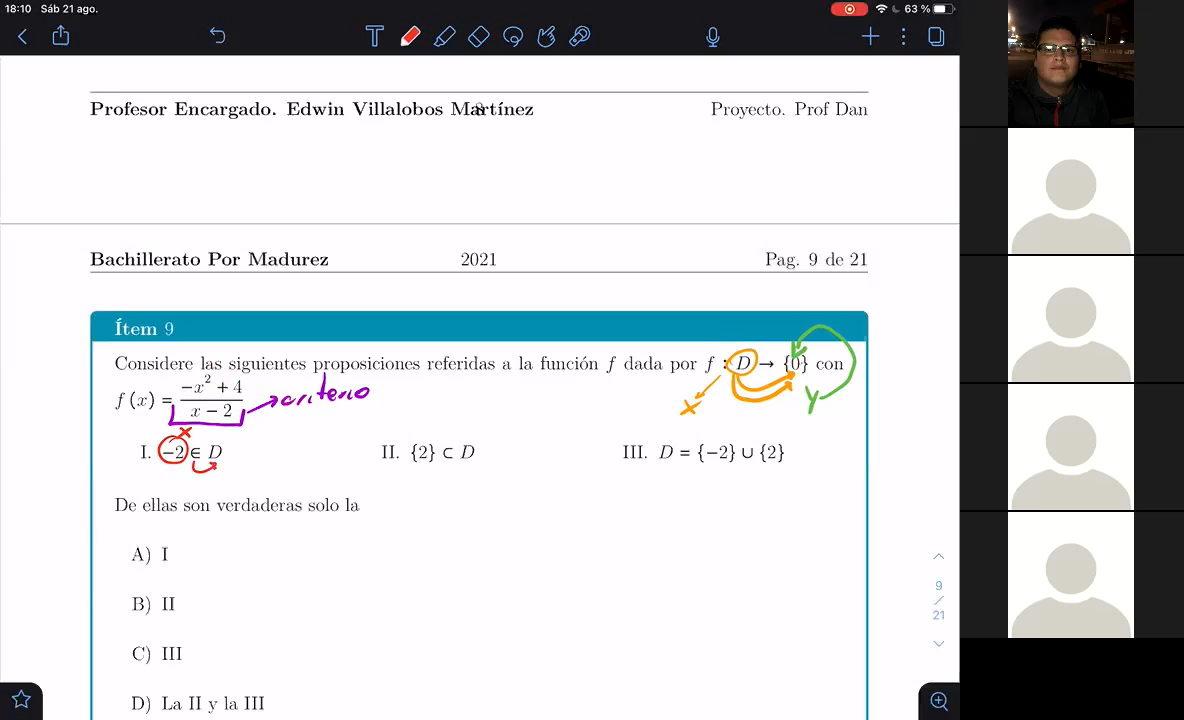 18:10 Sáb 21 ago. 63 %
Profesor Encargado. Edwin Villalobos Martínez 8 Proyecto. Prof Dan
Bachillerato Por Madurez 2021 Pag. 9 de 21
Ítem 9
Considere las siguientes proposiciones referidas a la función f dada por f : D → {0} con
f (x) = (-x² + 4) / (x − 2) → criterio
x y
x
I. −2 ∈ D II. {2} ⊂ D III. D = {−2} ∪ {2}
De ellas son verdaderas solo la
A) I
B) II
C) III
D) La II y la III
9
/
21